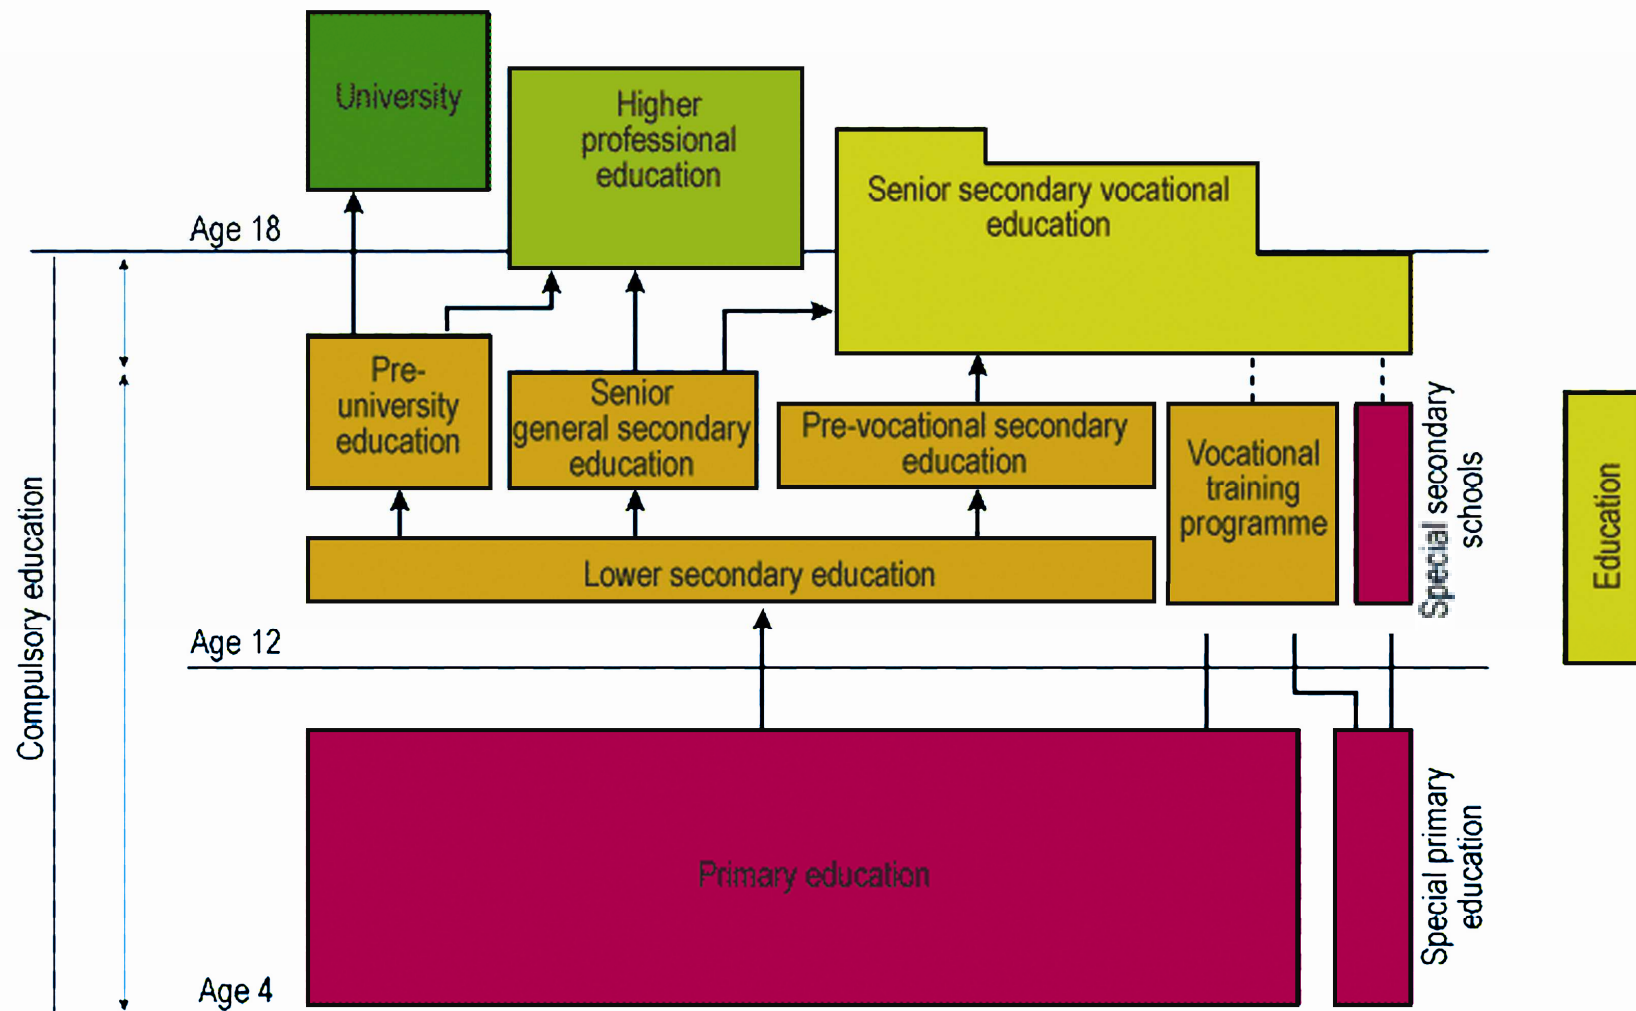 University
Higher
professional
education
Senior secondary vocational
education
Age 18
Pre-
university
education
Senior
general secondary
education
Pre-vocational secondary
education
Vocational
training
programme
Special secondary
schools
Education
Lower secondary education
Compulsory education
Age 12
Primary education
Special primary
education
Age 4